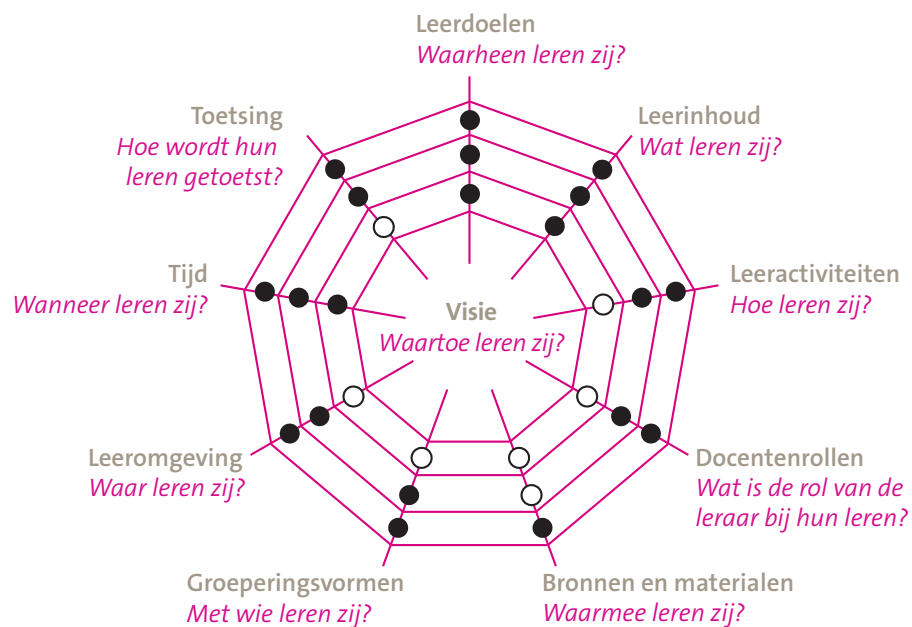 Leerdoelen
Waarheen leren zij?
Leerinhoud
Wat leren zij?
Leeractiviteiten
Hoe leren zij?
Docentenrollen
Wat is de rol van de
leraar bij hun leren?
Bronnen en materialen
Waarmee leren zij?
Groeperingsvormen
Met wie leren zij?
Leeromgeving
Waar leren zij?
Tijd
Wanneer leren zij?
Toetsing
Hoe wordt hun
leren getoetst?
Visie
Waartoe leren zij?